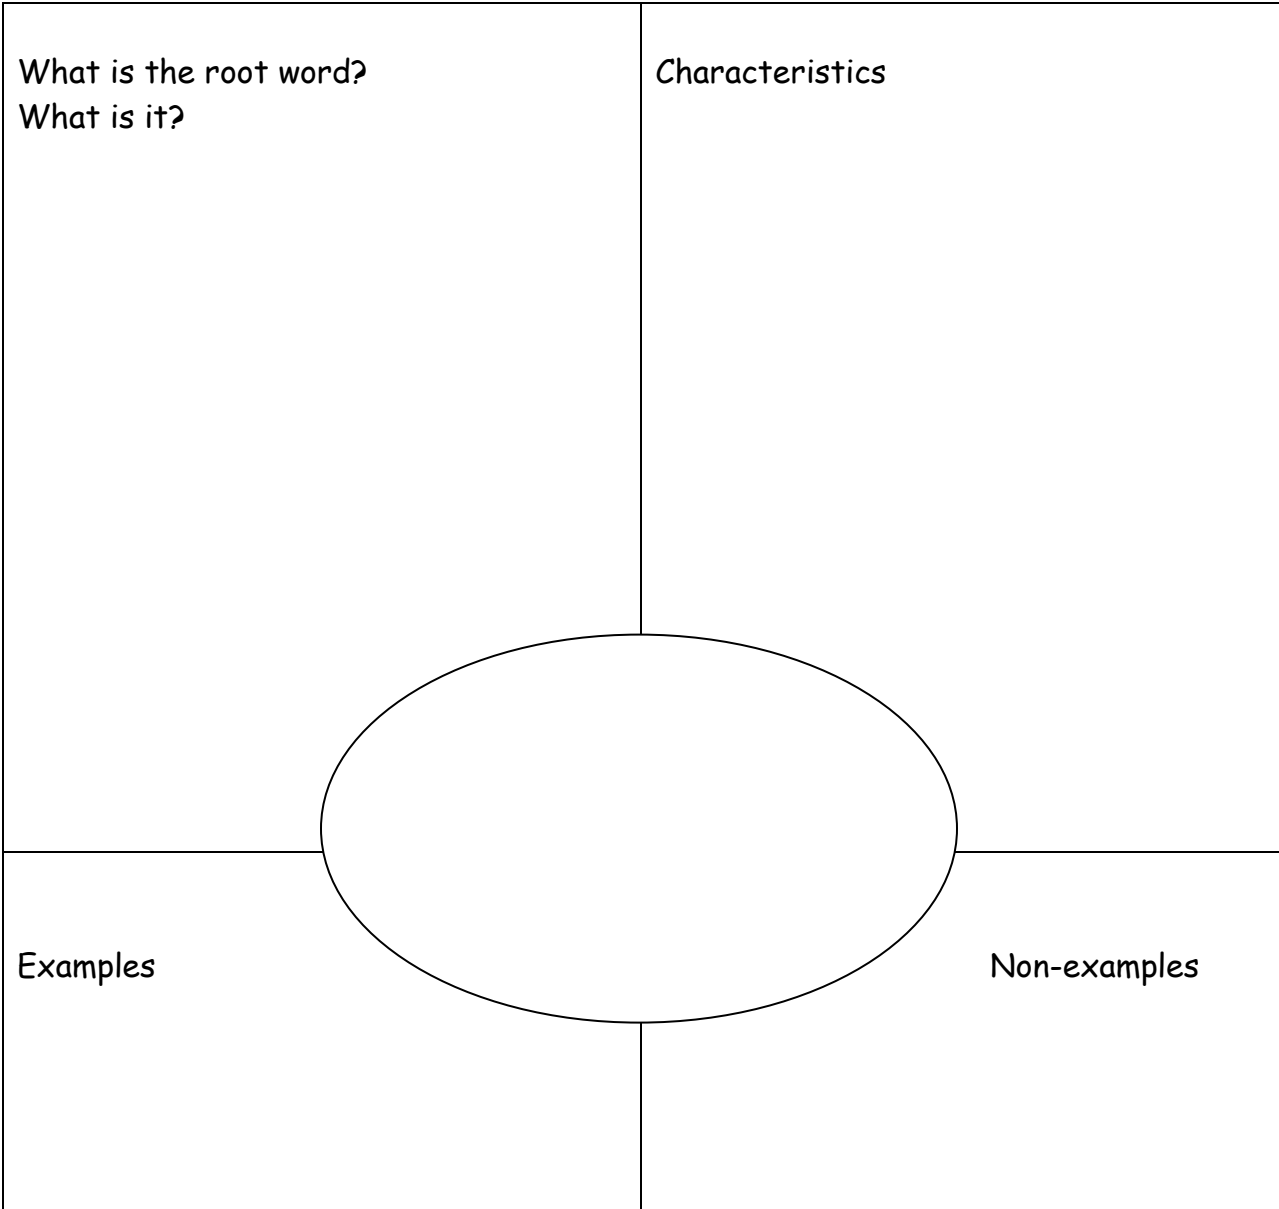 What is the root word?
What is it?
Characteristics
Examples
Non-examples